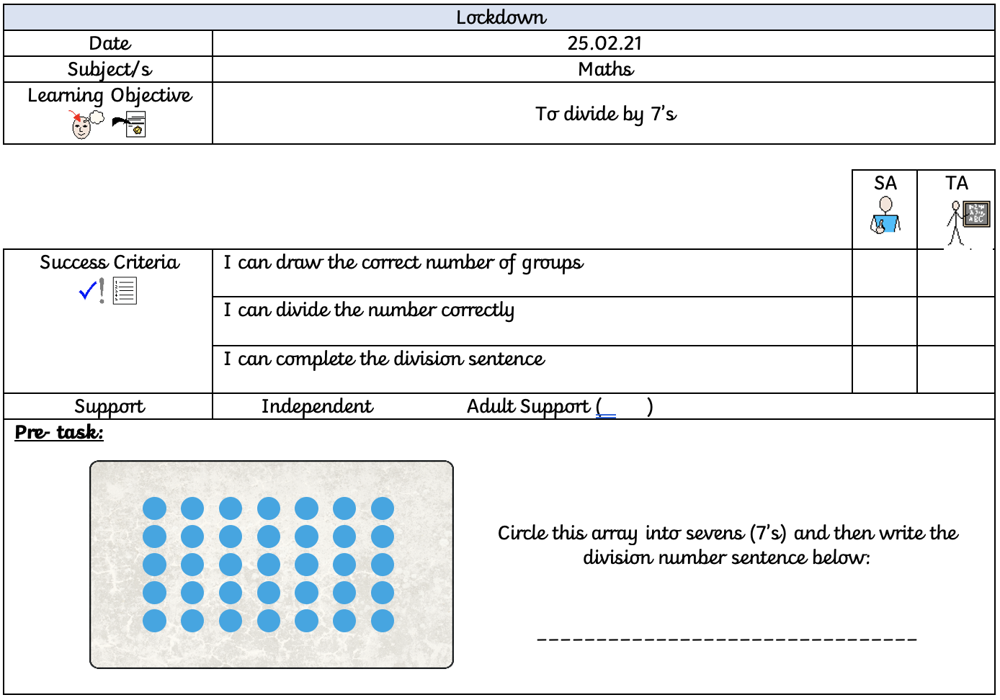 Lockdown
Date
25.02.21
Subject/s
Maths
Learning Objective
To divide by 7's
SA
TA
Success Criteria
I can draw the correct number of groups
I can divide the number correctly
I can complete the division sentence
Support
Independent Adult Support ( )
Pre- task:
Circle this array into sevens (7's) and then write the
division number sentence below:
________________________________